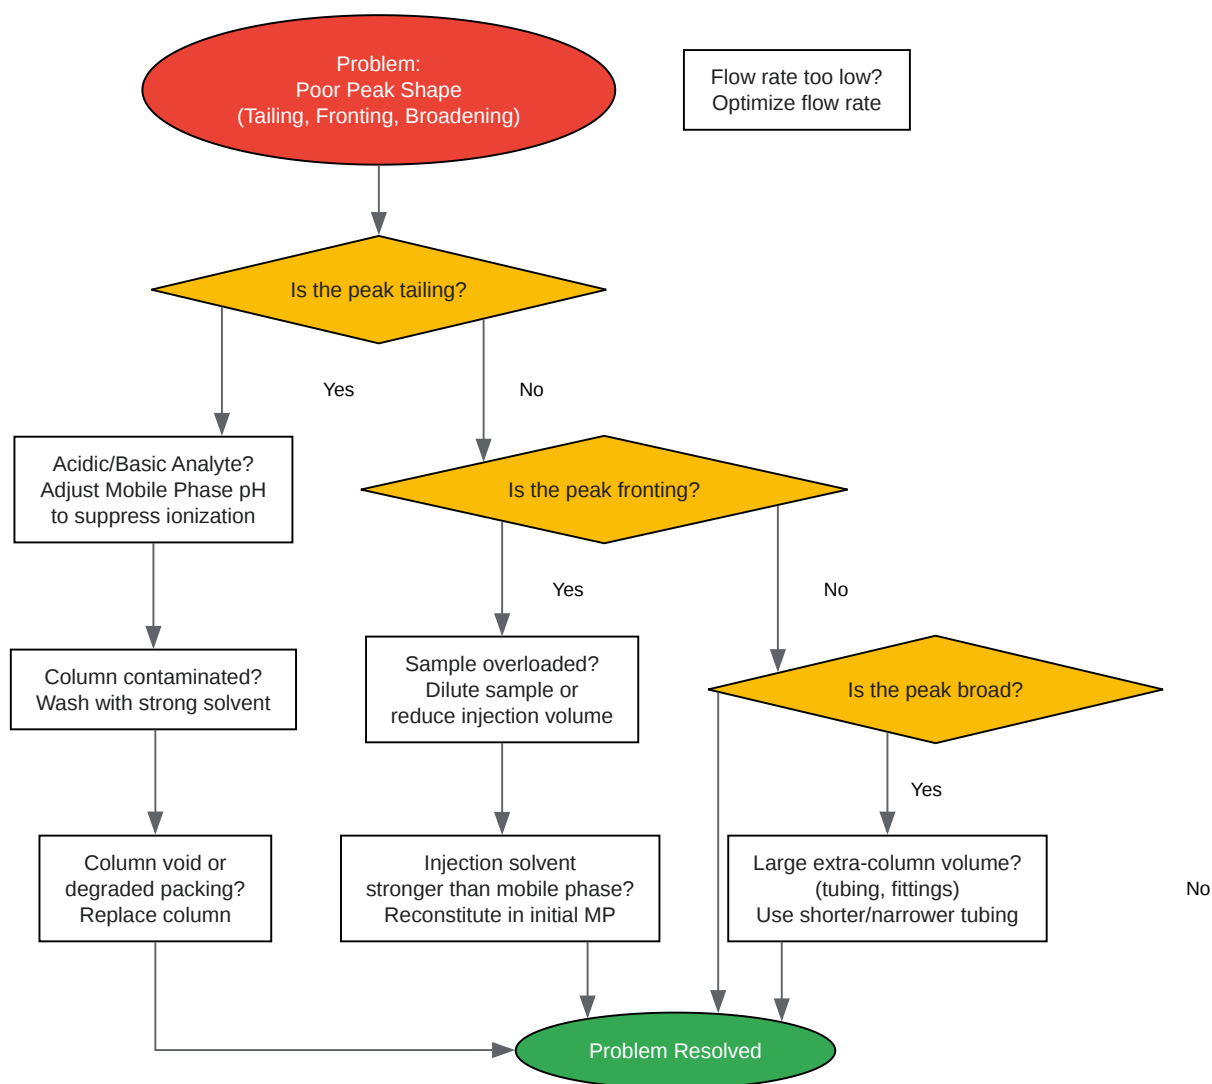 Problem:
Poor Peak Shape
(Tailing, Fronting, Broadening)
Flow rate too low?
Optimize flow rate
Is the peak tailing?
Yes
No
Acidic/Basic Analyte?
Adjust Mobile Phase pH
to suppress ionization
Is the peak fronting?
Yes
No
Column contaminated?
Wash with strong solvent
Sample overloaded?
Dilute sample or
reduce injection volume
Is the peak broad?
Yes
Column void or
degraded packing?
Replace column
Injection solvent
stronger than mobile phase?
Reconstitute in initial MP
Large extra-column volume?
(tubing, fittings)
Use shorter/narrower tubing
No
Problem Resolved